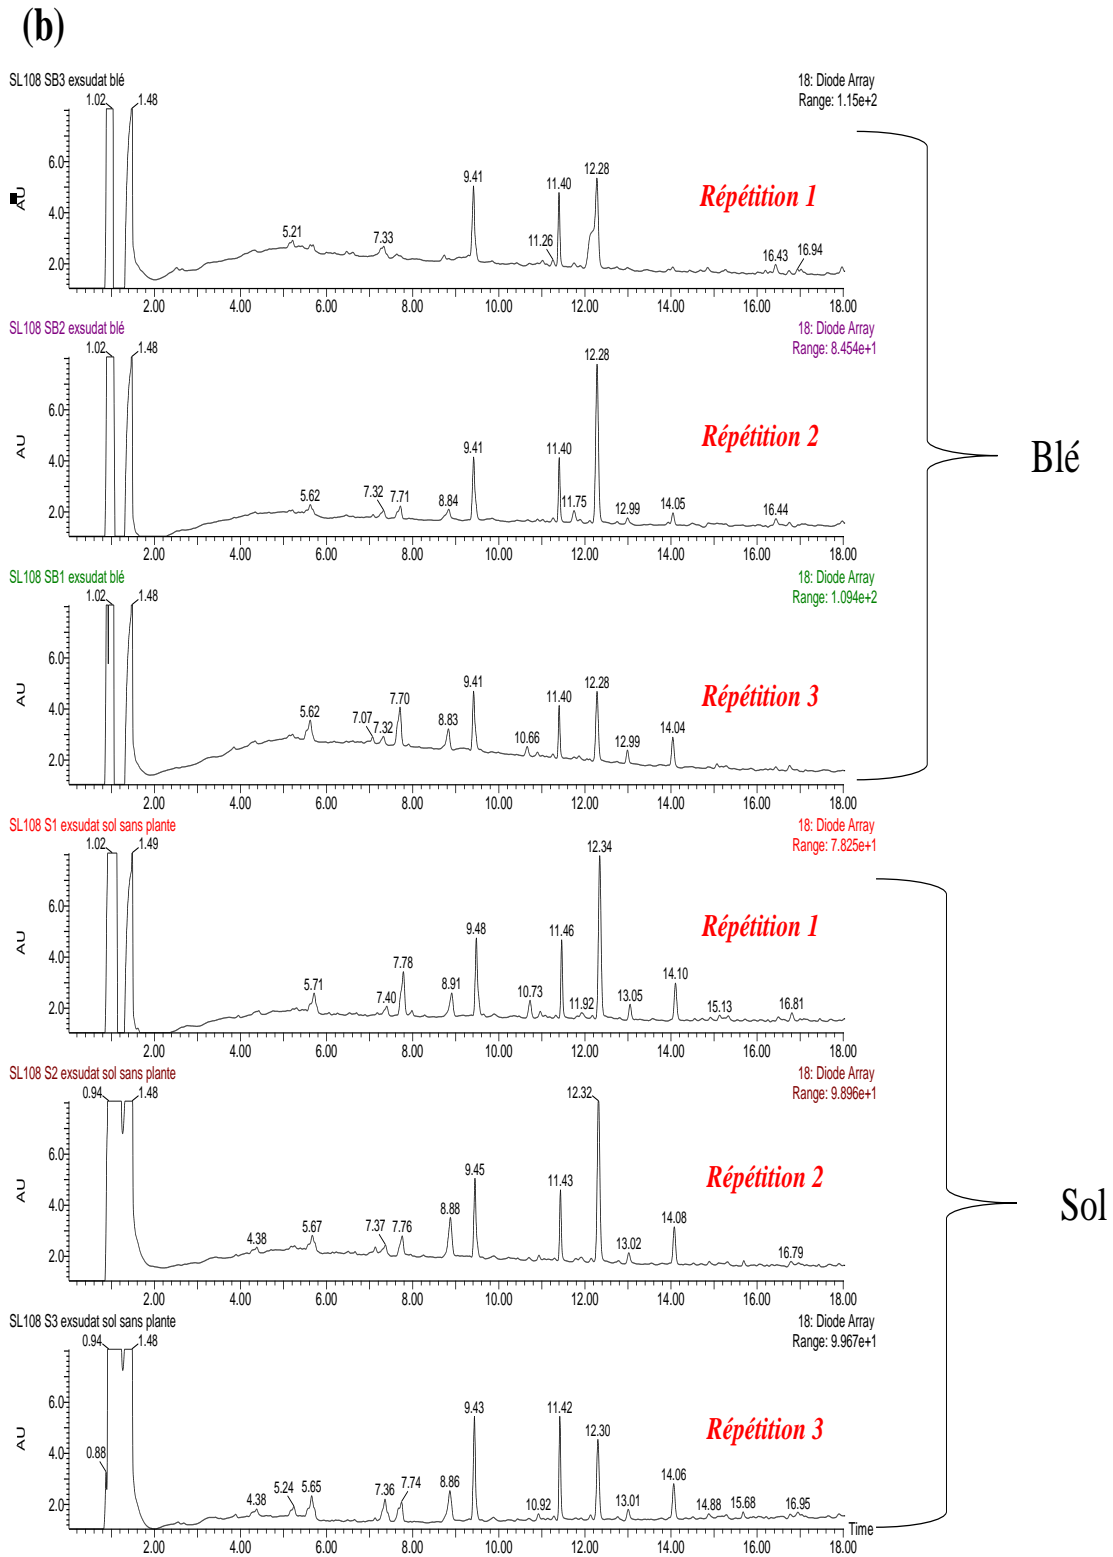 (b)
SL108 SB3 exsudat blé
18: Diode Array
Range: 1.15e+2
1.02
1.48
6.0
4.0
2.0
AU
5.21
7.33
9.41
11.26
11.40
12.28
16.43
16.94
Répétition 1
2.00 4.00 6.00 8.00 10.00 12.00 14.00 16.00 18.00
SL108 SB2 exsudat blé
18: Diode Array
Range: 8.454e+1
1.02
1.48
6.0
4.0
2.0
AU
5.62
7.32
7.71
8.84
9.41
11.40
11.75
12.28
12.99
14.05
16.44
Répétition 2
Blé
2.00 4.00 6.00 8.00 10.00 12.00 14.00 16.00 18.00
SL108 SB1 exsudat blé
18: Diode Array
Range: 1.094e+2
1.02
1.48
6.0
4.0
2.0
AU
5.62
7.07
7.32
7.70
8.83
9.41
10.66
11.40
12.28
12.99
14.04
Répétition 3
2.00 4.00 6.00 8.00 10.00 12.00 14.00 16.00 18.00
SL108 S1 exsudat sol sans plante
18: Diode Array
Range: 7.825e+1
1.02
1.49
6.0
4.0
2.0
AU
5.71
7.40
7.78
8.91
9.48
10.73
11.46
11.92
12.34
13.05
14.10
15.13
16.81
Répétition 1
2.00 4.00 6.00 8.00 10.00 12.00 14.00 16.00 18.00
SL108 S2 exsudat sol sans plante
18: Diode Array
Range: 9.896e+1
0.94
1.48
6.0
4.0
2.0
AU
4.38
5.67
7.37
7.76
8.88
9.45
11.43
12.32
13.02
14.08
16.79
Répétition 2
Sol
2.00 4.00 6.00 8.00 10.00 12.00 14.00 16.00 18.00
SL108 S3 exsudat sol sans plante
18: Diode Array
Range: 9.967e+1
0.94
1.48
6.0
4.0
2.0
AU
0.88
4.38
5.24
5.65
7.36
7.74
8.86
9.43
10.92
11.42
12.30
13.01
14.06
14.88
15.68
16.95
Répétition 3
Time
2.00 4.00 6.00 8.00 10.00 12.00 14.00 16.00 18.00